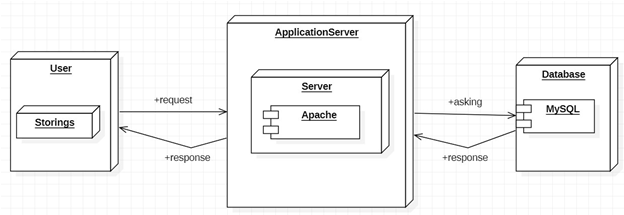 User
Storings
+request
+response
ApplicationServer
Server
Apache
+asking
+response
Database
MySQL